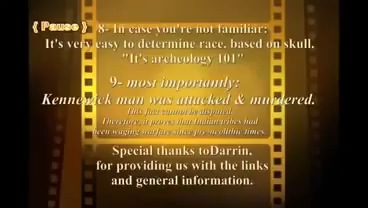 { Pause } 8- In case you're not familiar:
It's very easy to determine race, based on skull.
"It's archeology 101"
9- most importantly:
Kennewick man was attacked & murdered.
This fact cannot be disputed.
Therefore, it proves that Indian tribes had
been waging warfare since preneolithic times.
Special thanks toDarrin,
for providing us with the links
and general information.